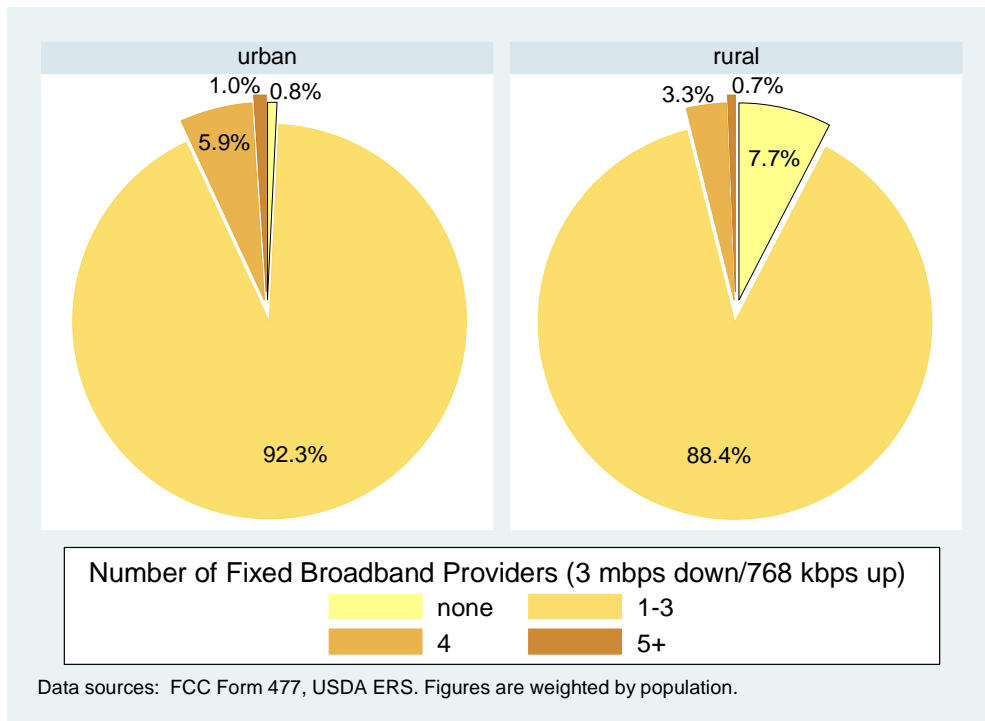 urban
1.0%
0.8%
5.9%
92.3%
rural
3.3%
0.7%
7.7%
88.4%
Number of Fixed Broadband Providers (3 mbps down/768 kbps up)
none 1-3
4 5+
Data sources:  FCC Form 477, USDA ERS. Figures are weighted by population.